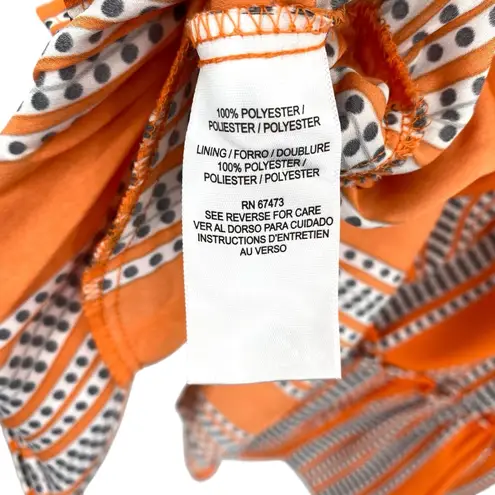 100% POLYESTER /
POLIESTER / POLYESTER
LINING / FORRO / DOUBLURE
100% POLYESTER /
POLIESTER / POLYESTER
RN 67473
SEE REVERSE FOR CARE
VER AL DORSO PARA CUIDADO
INSTRUCTIONS D'ENTRETIEN
AU VERSO